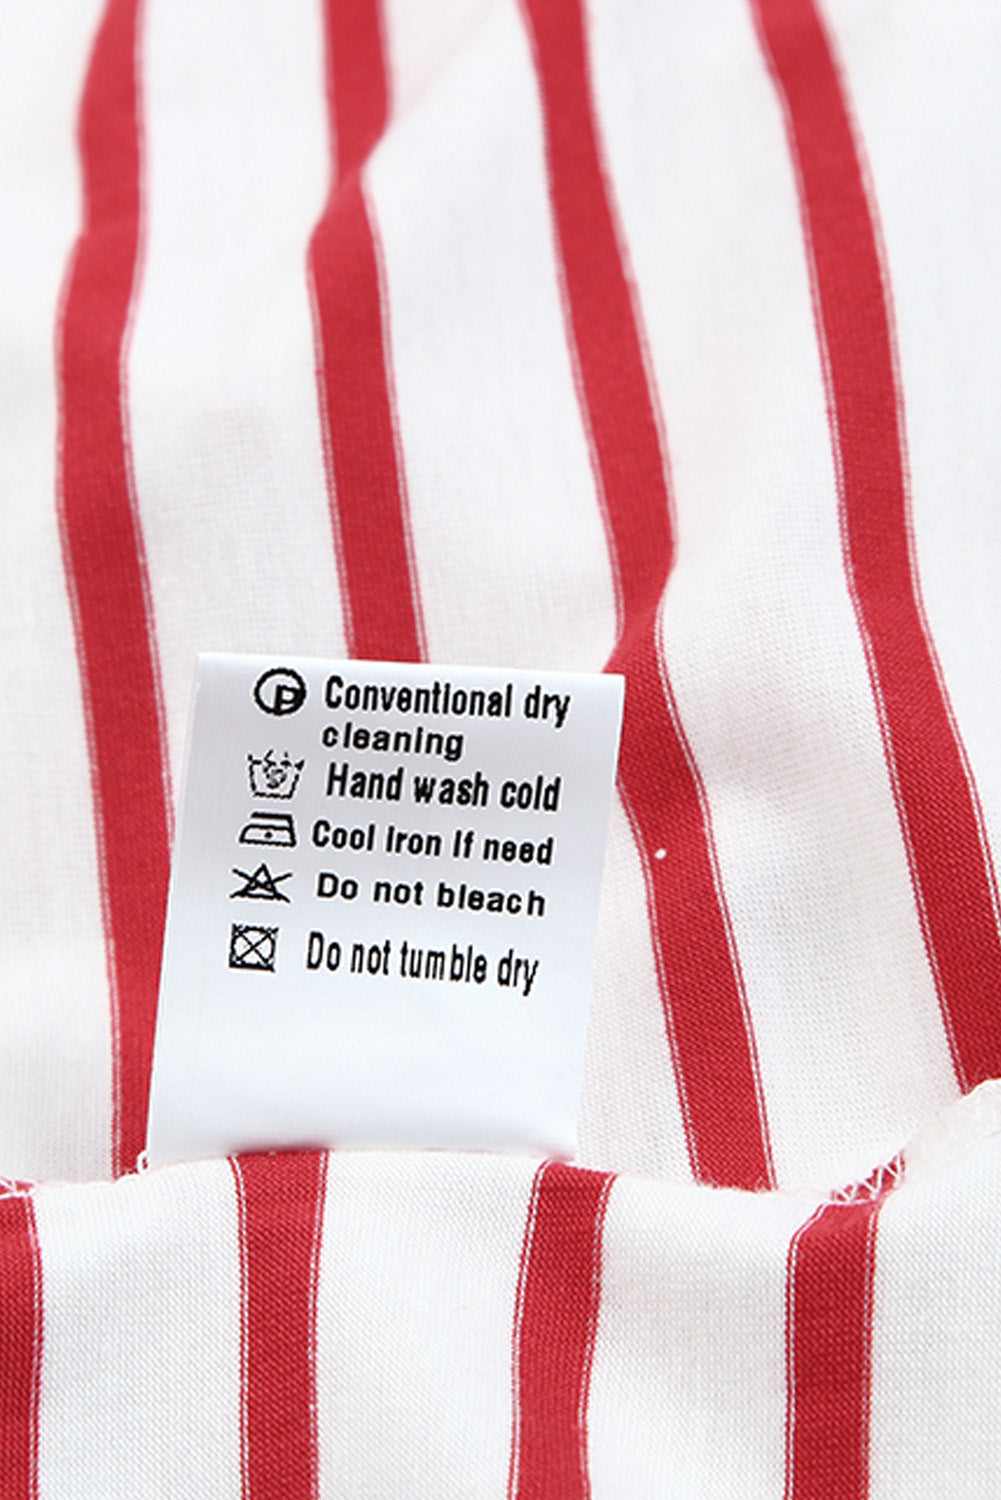 P Conventional dry
cleaning
Hand wash cold
Cool iron If need
Do not bleach
Do not tumble dry